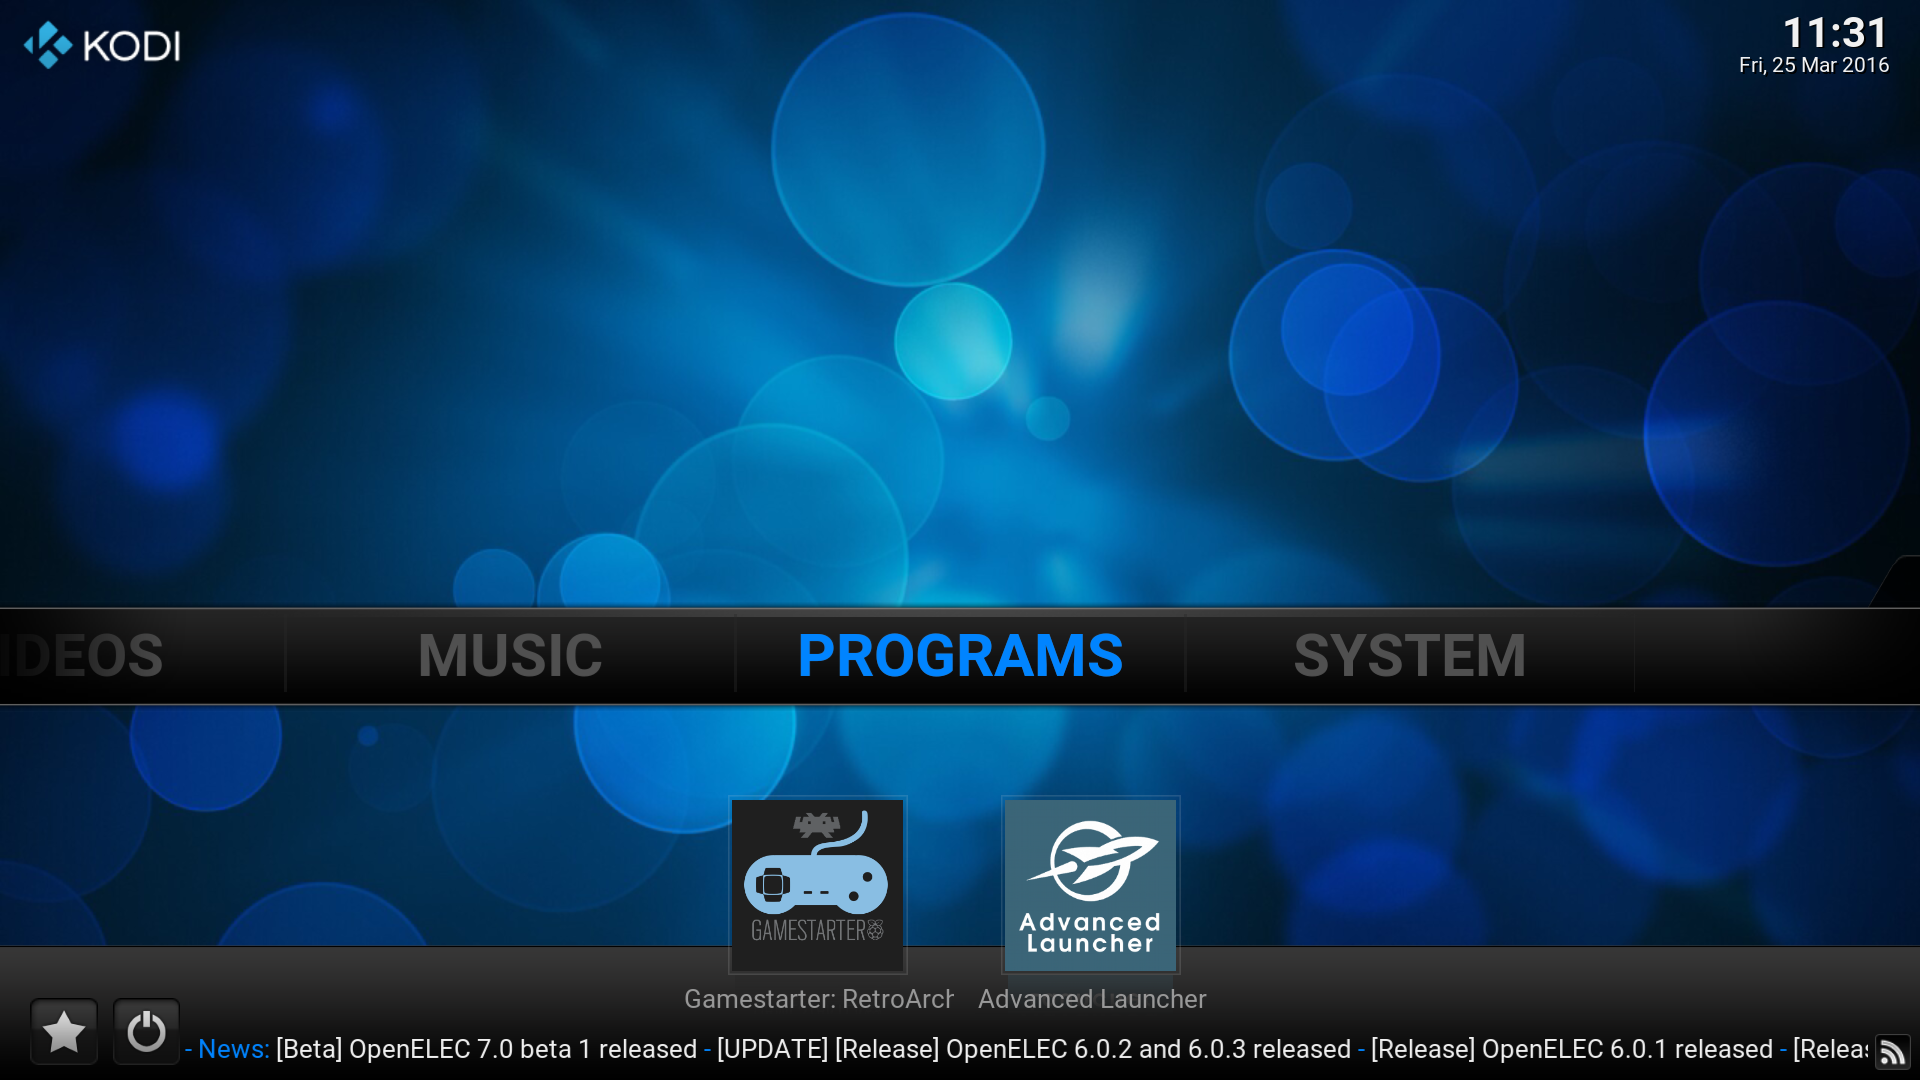 KODI
11:31
Fri, 25 Mar 2016
IDEOS MUSIC PROGRAMS SYSTEM
GAMESTARTER
Advanced
Launcher
Gamestarter: RetroArch Advanced Launcher
- News: [Beta] OpenELEC 7.0 beta 1 released - [UPDATE] [Release] OpenELEC 6.0.2 and 6.0.3 released - [Release] OpenELEC 6.0.1 released - [Releas